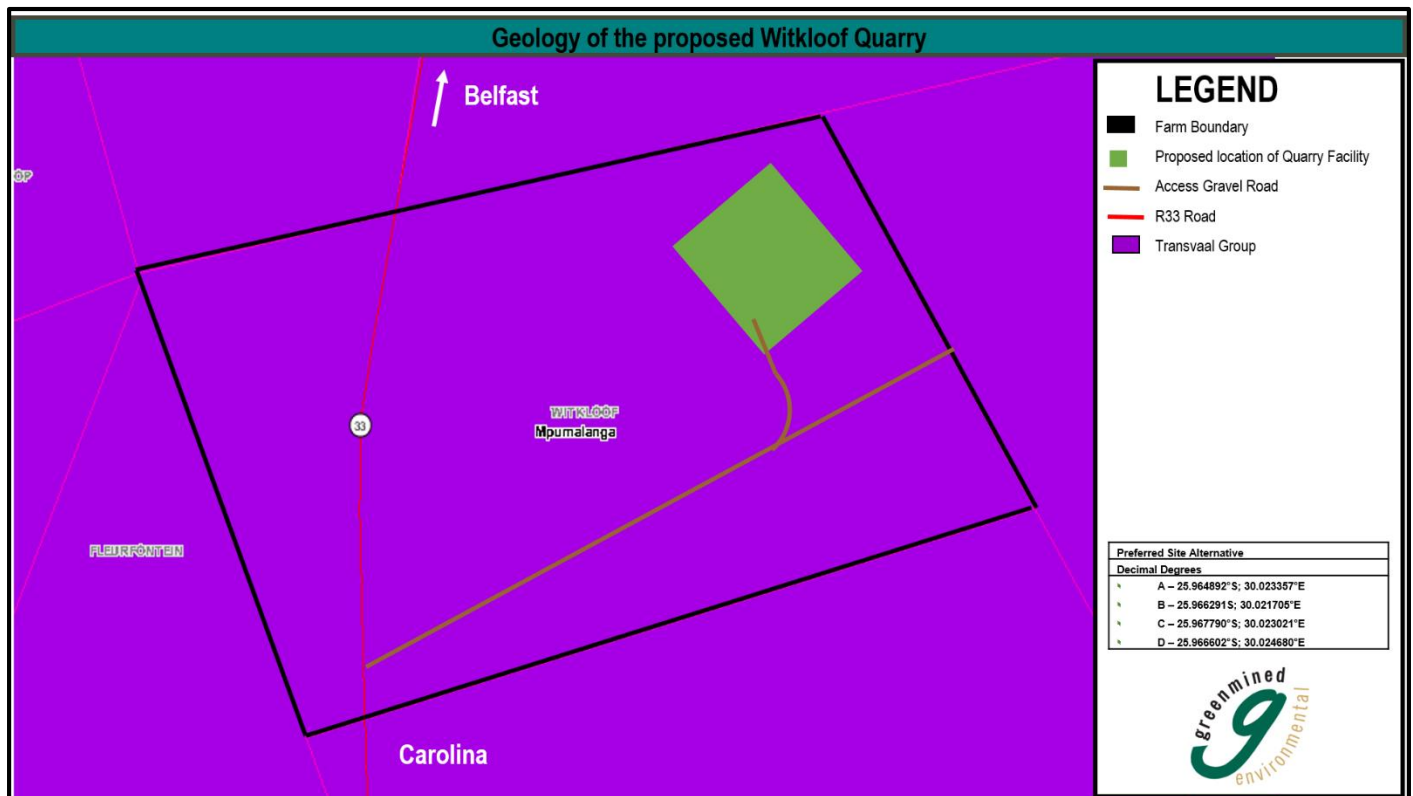 Geology of the proposed Witkloof Quarry
Belfast
OP
33
WITKLOOF
Mpumalanga
FLEURFONTEIN
Carolina
LEGEND
Farm Boundary
Proposed location of Quarry Facility
Access Gravel Road
R33 Road
Transvaal Group
Preferred Site Alternative
Decimal Degrees
A – 25.964892°S; 30.023357°E
B – 25.966291S; 30.021705°E
C – 25.967790°S; 30.023021°E
D – 25.966602°S; 30.024680°E
greenmined
g
environmental